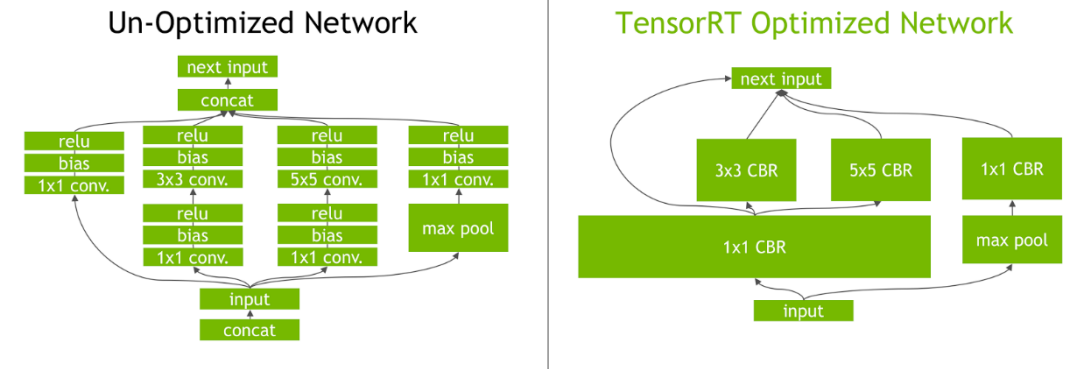 Un-Optimized Network
next input
concat
relu
bias
1x1 conv.
relu
bias
3x3 conv.
relu
bias
1x1 conv.
relu
bias
5x5 conv.
relu
bias
1x1 conv.
relu
bias
1x1 conv.
max pool
input
concat
TensorRT Optimized Network
next input
3x3 CBR
5x5 CBR
1x1 CBR
1x1 CBR
max pool
input